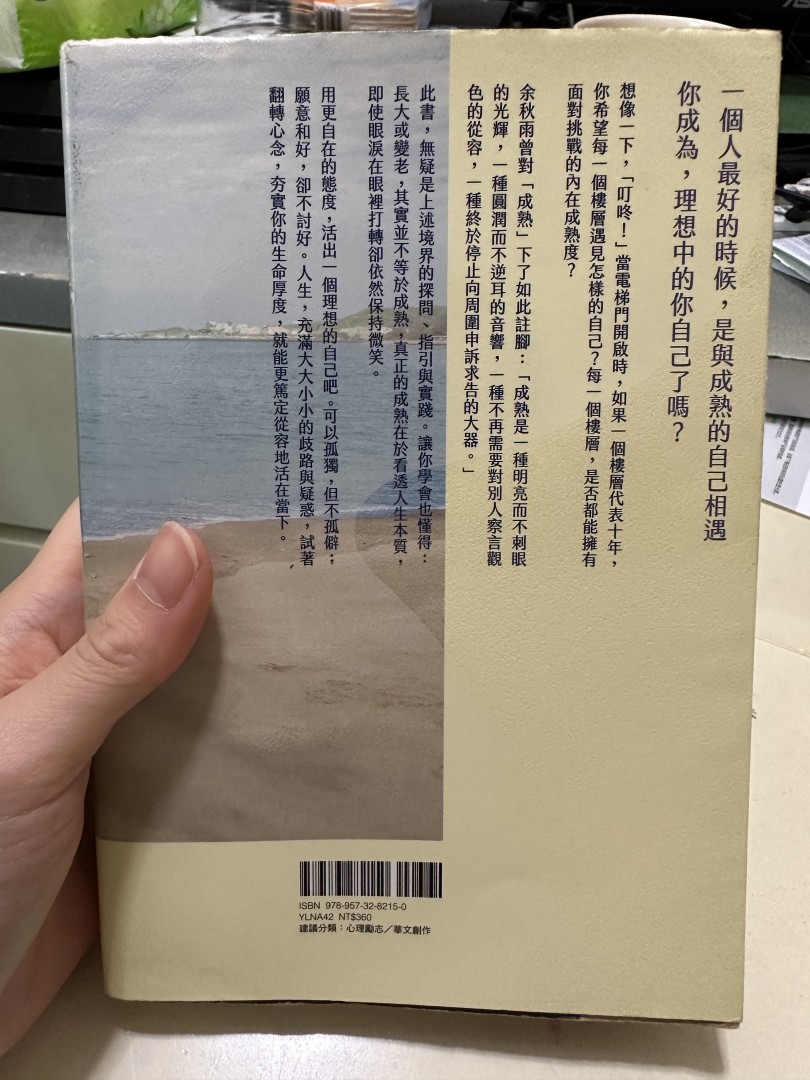 一個人最好的時候，是與成熟的自己相遇
你成為，理想中的你自己了嗎？
想像一下，「叮咚！」當電梯門開啟時，如果一個樓層代表十年，
你希望每一個樓層遇見怎樣的自己？每一個樓層，是否都能擁有
面對挑戰的內在成熟度？
余秋雨曾對「成熟」下了如此註腳：「成熟是一種明亮而不刺眼
的光輝，一種圓潤而不逆耳的音響，一種不再需要對別人察言觀
色的從容，一種終於停止向周圍申訴求告的大器。」
此書，無疑是上述境界的探問、指引與實踐。讓你學會也懂得：
長大或變老，其實並不等於成熟，真正的成熟在於看透人生本質，
即使眼淚在眼裡打轉卻依然保持微笑。
用更自在的態度，活出一個理想的自己吧。可以孤獨，但不孤僻；
願意和好，卻不討好。人生，充滿大大小小的歧路與疑惑，試著
翻轉心念，夯實你的生命厚度，就能更篤定從容地活在當下。
ISBN 978-957-32-8215-0
YLNA42 NT$360
建議分類：心理勵志／華文創作